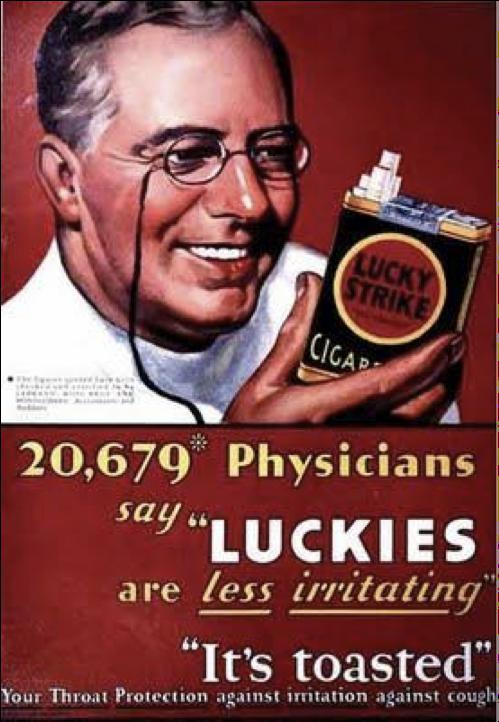 LUCKY
STRIKE
CIGAR
20,679* Physicians
say “LUCKIES
are less irritating”
“It's toasted”
Your Throat Protection against irritation against cough